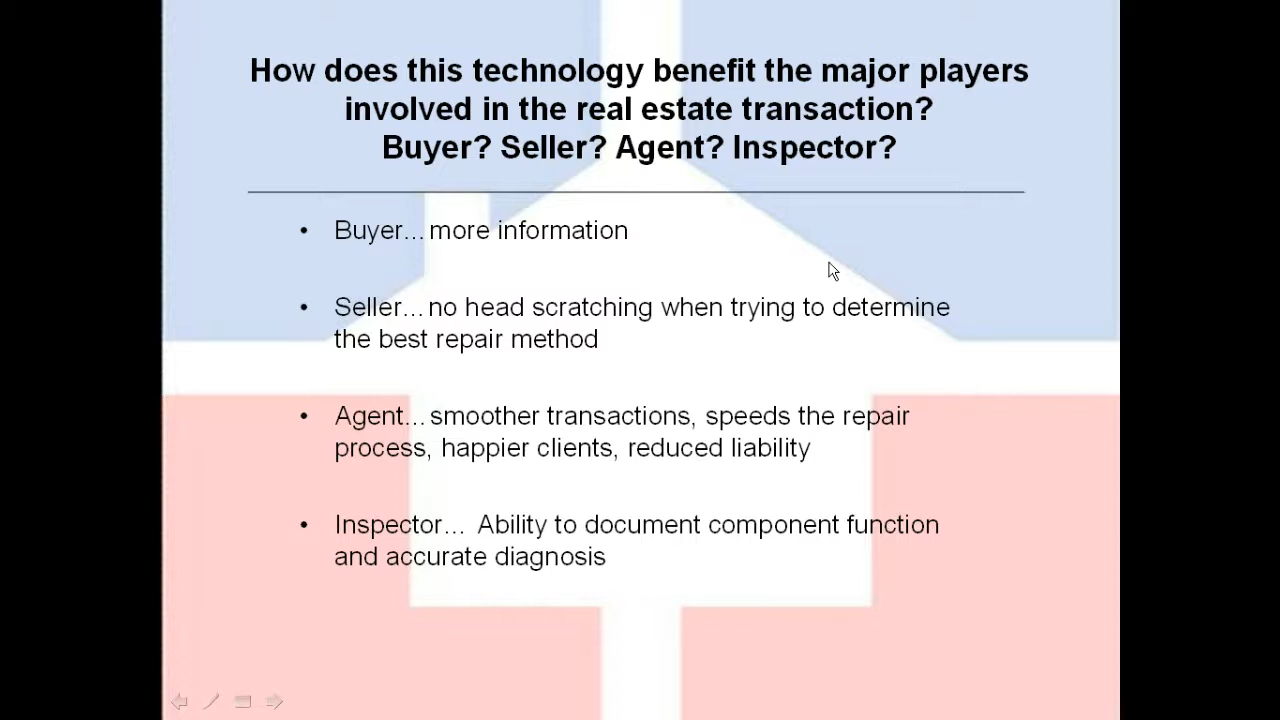 How does this technology benefit the major players
involved in the real estate transaction?
Buyer? Seller? Agent? Inspector?
• Buyer... more information
• Seller... no head scratching when trying to determine
the best repair method
• Agent... smoother transactions, speeds the repair
process, happier clients, reduced liability
• Inspector... Ability to document component function
and accurate diagnosis